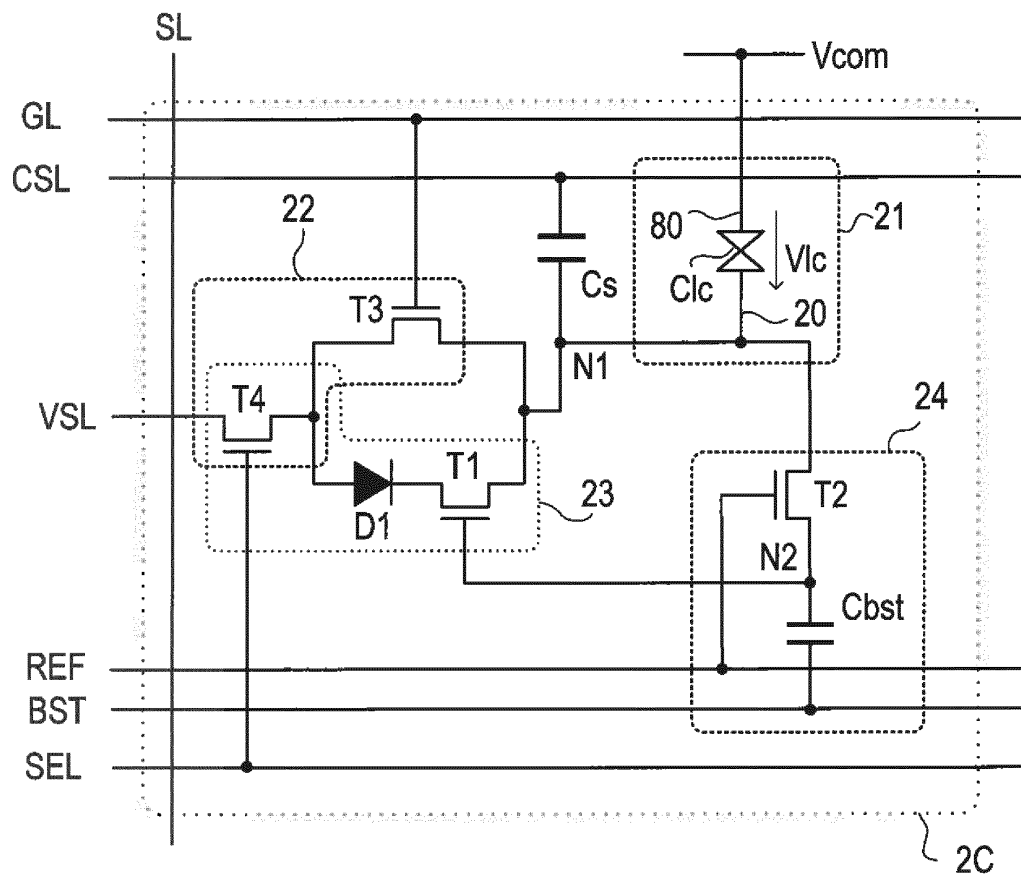 SL
Vcom
GL
CSL
22
80
21
Clc
Vlc
Cs
T3
20
N1
T4
VSL
24
T1
23
T2
D1
N2
Cbst
REF
BST
SEL
2C